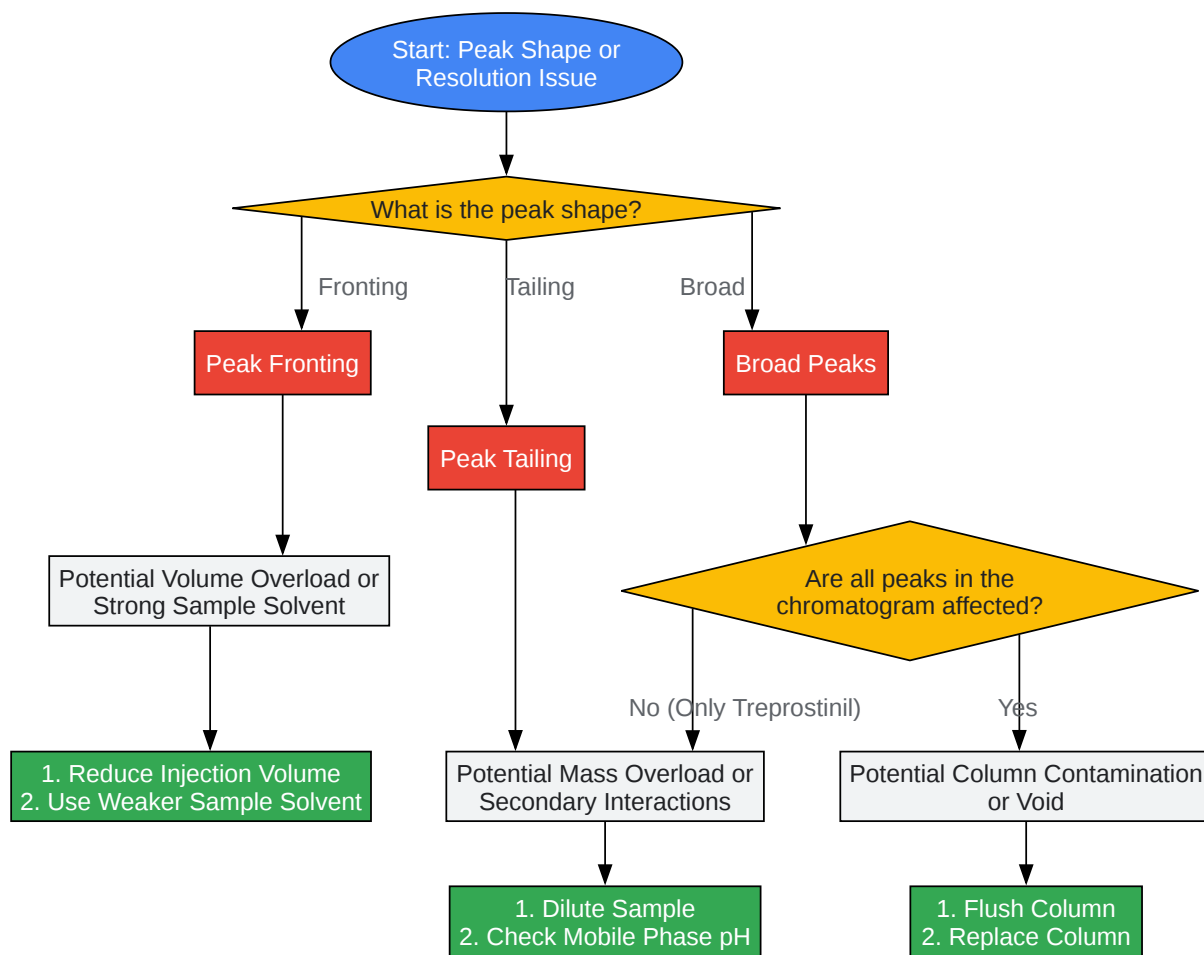 Start: Peak Shape or
Resolution Issue
What is the peak shape?
Fronting
Tailing
Broad
Peak Fronting
Broad Peaks
Peak Tailing
Potential Volume Overload or
Strong Sample Solvent
Are all peaks in the
chromatogram affected?
No (Only Treprostinil)
Yes
1. Reduce Injection Volume
2. Use Weaker Sample Solvent
Potential Mass Overload or
Secondary Interactions
Potential Column Contamination
or Void
1. Dilute Sample
2. Check Mobile Phase pH
1. Flush Column
2. Replace Column